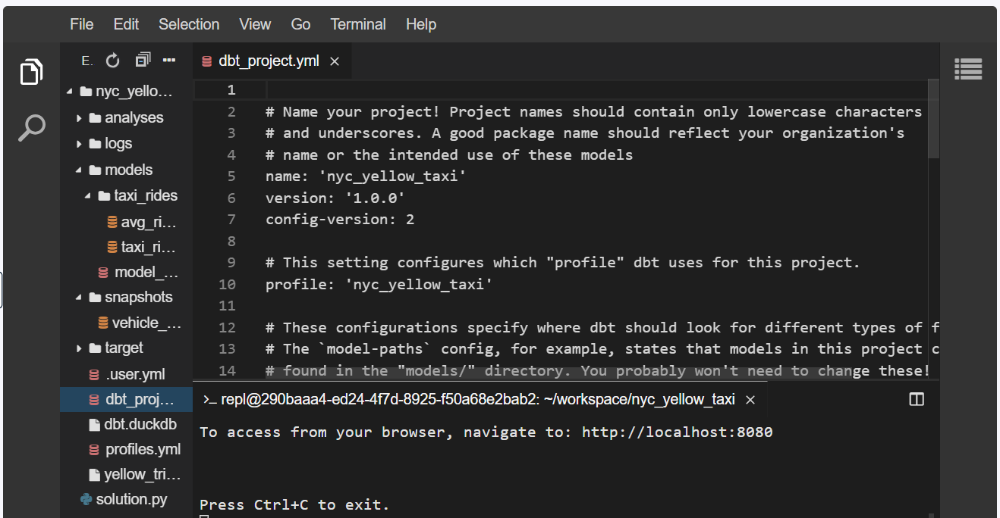 File Edit Selection View Go Terminal Help
E.
dbt_project.yml
nyc_yello...
analyses
logs
models
taxi_rides
avg_ri...
taxi_ri...
model_...
snapshots
vehicle_...
target
.user.yml
dbt_proj...
dbt.duckdb
profiles.yml
yellow_tri...
solution.py
1
2 # Name your project! Project names should contain only lowercase characters
3 # and underscores. A good package name should reflect your organization's
4 # name or the intended use of these models
5 name: 'nyc_yellow_taxi'
6 version: '1.0.0'
7 config-version: 2
8
9 # This setting configures which "profile" dbt uses for this project.
10 profile: 'nyc_yellow_taxi'
11
12 # These configurations specify where dbt should look for different types of f
13 # The `model-paths` config, for example, states that models in this project c
14 # found in the "models/" directory. You probably won't need to change these!
repl@290baaa4-ed24-4f7d-8925-f50a68e2bab2: ~/workspace/nyc_yellow_taxi
To access from your browser, navigate to: http://localhost:8080
Press Ctrl+C to exit.